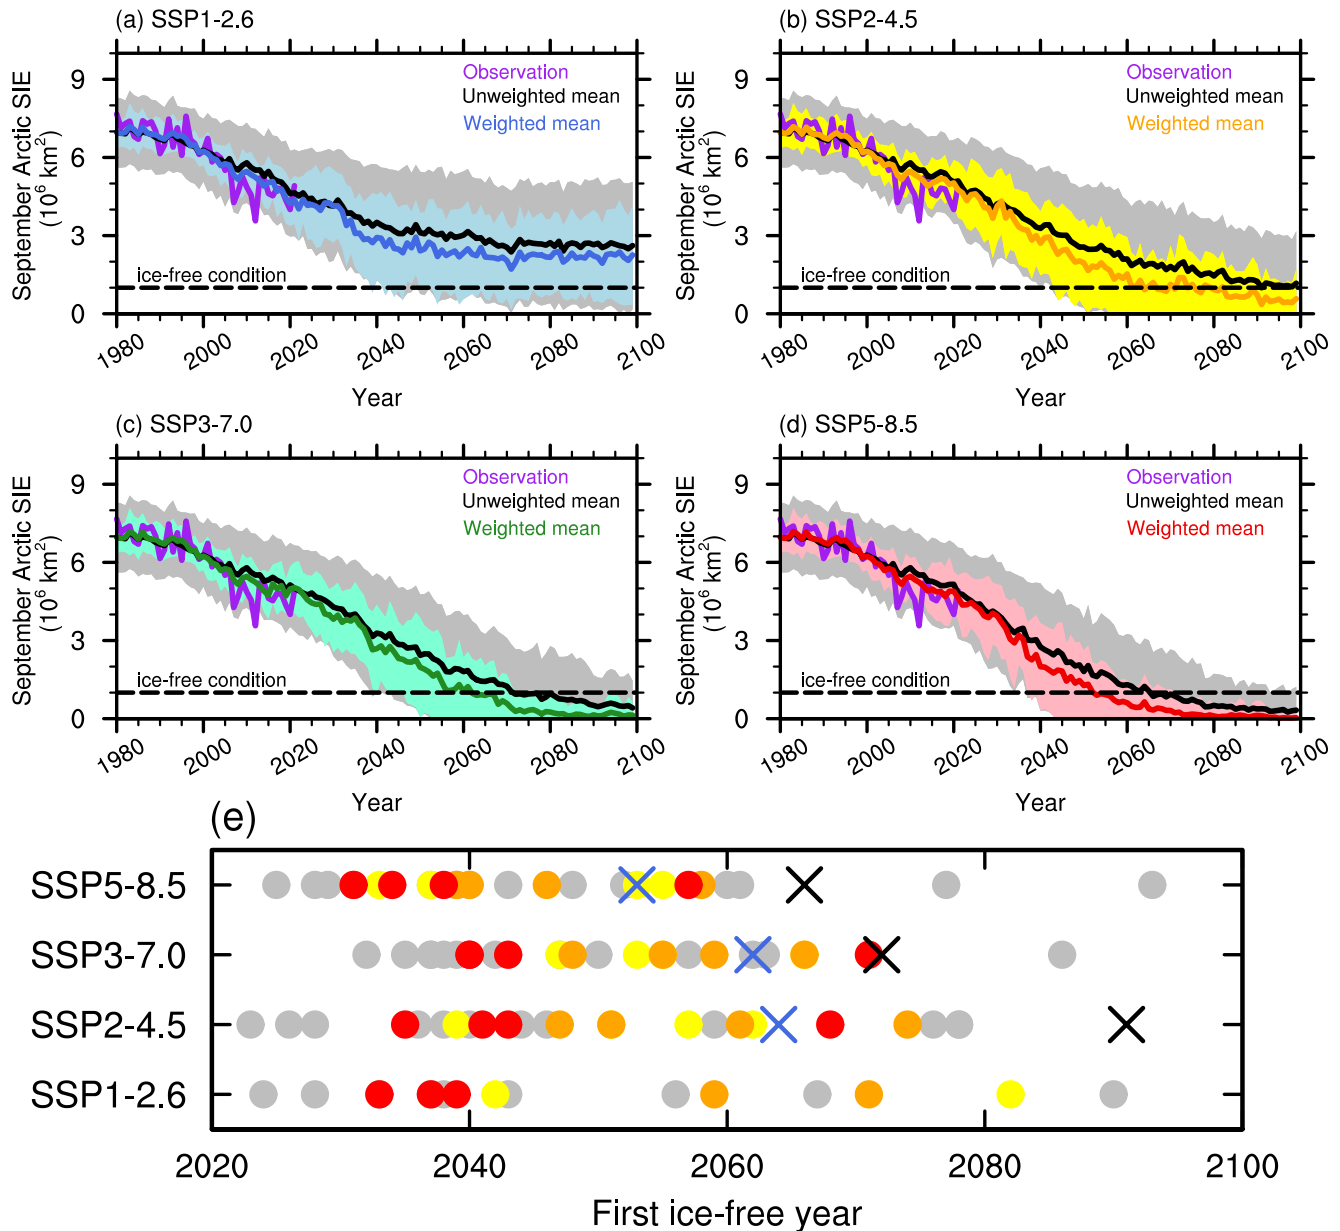 (a) SSP1-2.6
September Arctic SIE
(10⁶ km²)
9
6
3
0
Observation
Unweighted mean
Weighted mean
ice-free condition
1980 2000 2020 2040 2060 2080 2100
Year
(b) SSP2-4.5
September Arctic SIE
(10⁶ km²)
9
6
3
0
Observation
Unweighted mean
Weighted mean
ice-free condition
1980 2000 2020 2040 2060 2080 2100
Year
(c) SSP3-7.0
September Arctic SIE
(10⁶ km²)
9
6
3
0
Observation
Unweighted mean
Weighted mean
ice-free condition
1980 2000 2020 2040 2060 2080 2100
Year
(d) SSP5-8.5
September Arctic SIE
(10⁶ km²)
9
6
3
0
Observation
Unweighted mean
Weighted mean
ice-free condition
1980 2000 2020 2040 2060 2080 2100
Year
(e)
SSP5-8.5
SSP3-7.0
SSP2-4.5
SSP1-2.6
2020 2040 2060 2080 2100
First ice-free year